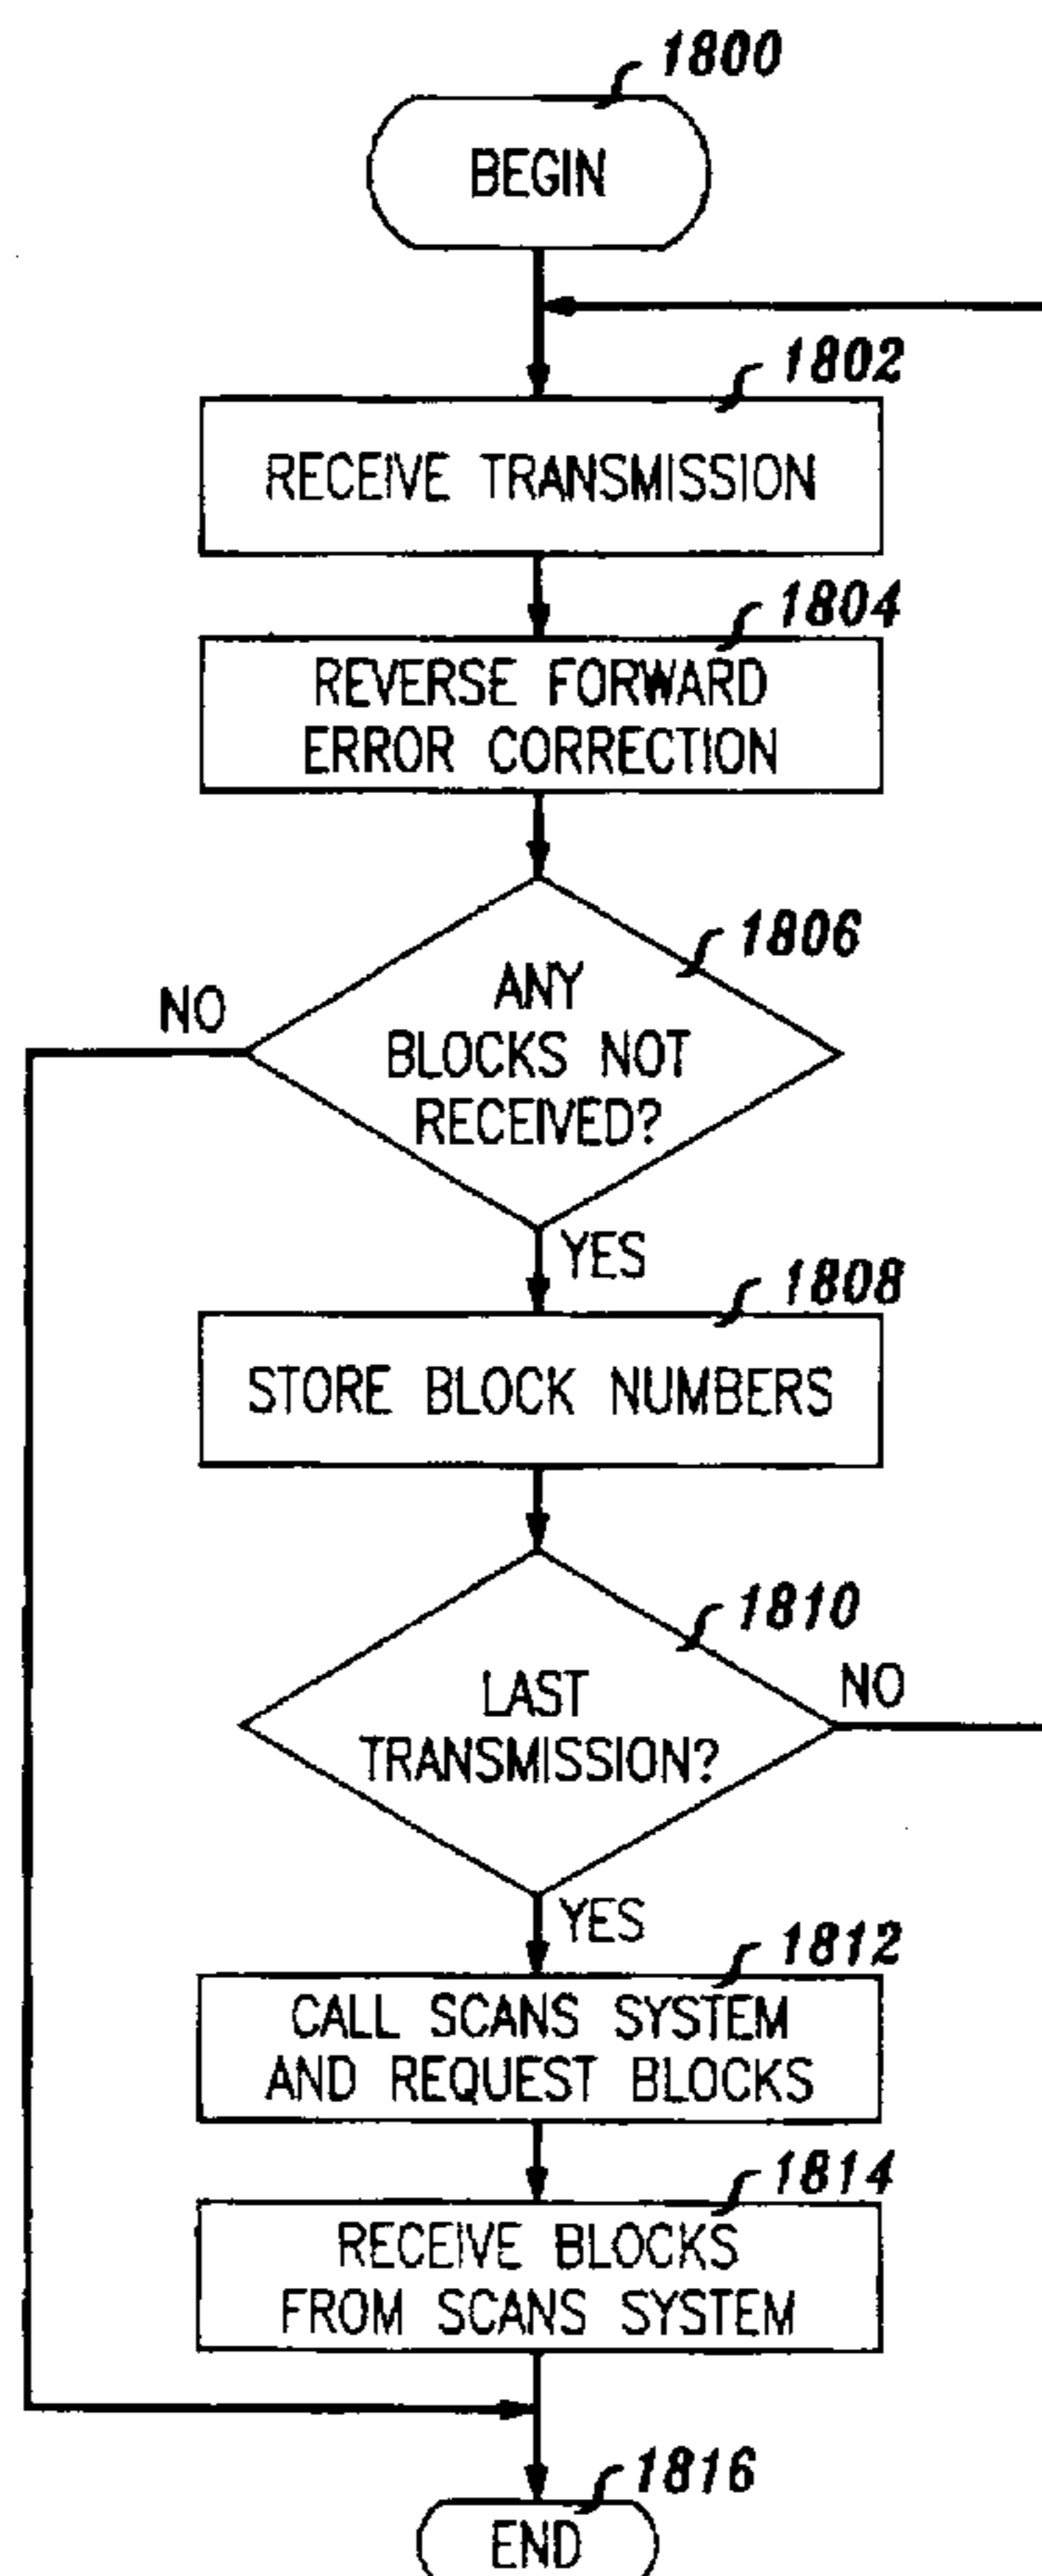 1800
BEGIN
1802
RECEIVE TRANSMISSION
1804
REVERSE FORWARD
ERROR CORRECTION
1806
ANY
BLOCKS NOT
RECEIVED?
NO
YES
1808
STORE BLOCK NUMBERS
1810
LAST
TRANSMISSION?
NO
YES
1812
CALL SCANS SYSTEM
AND REQUEST BLOCKS
1814
RECEIVE BLOCKS
FROM SCANS SYSTEM
1816
END